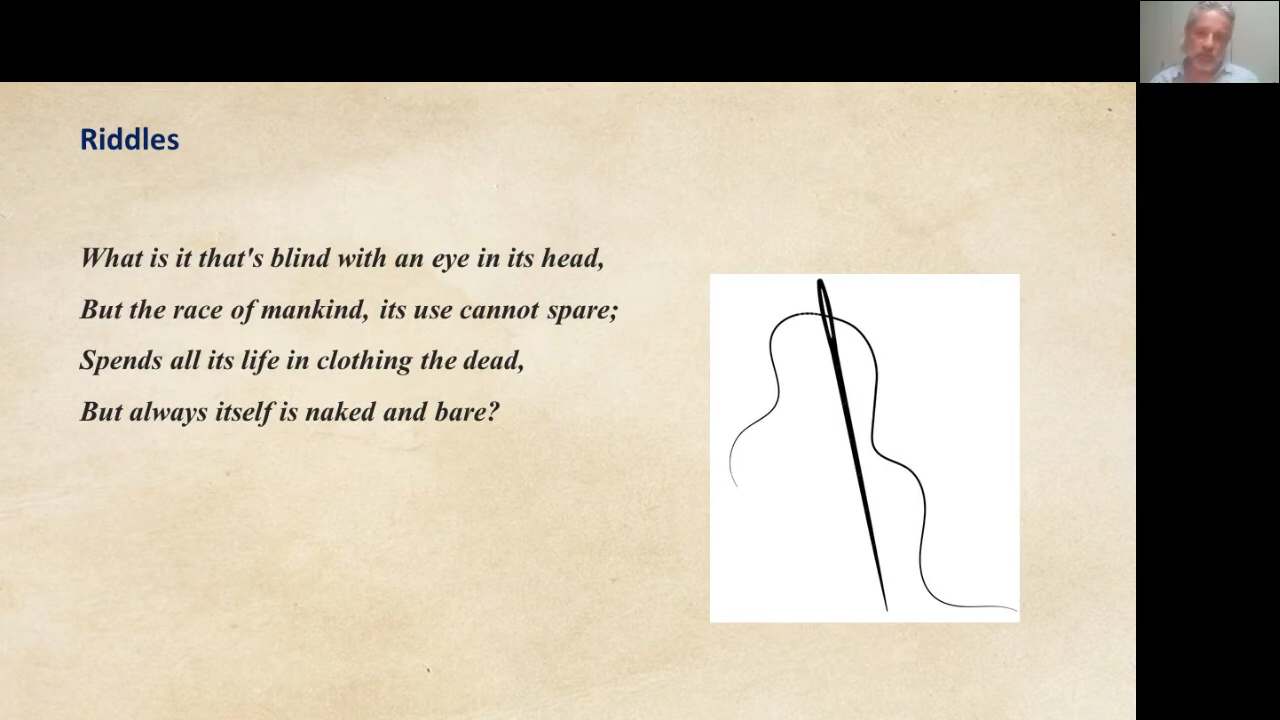 Riddles
What is it that's blind with an eye in its head,
But the race of mankind, its use cannot spare;
Spends all its life in clothing the dead,
But always itself is naked and bare?